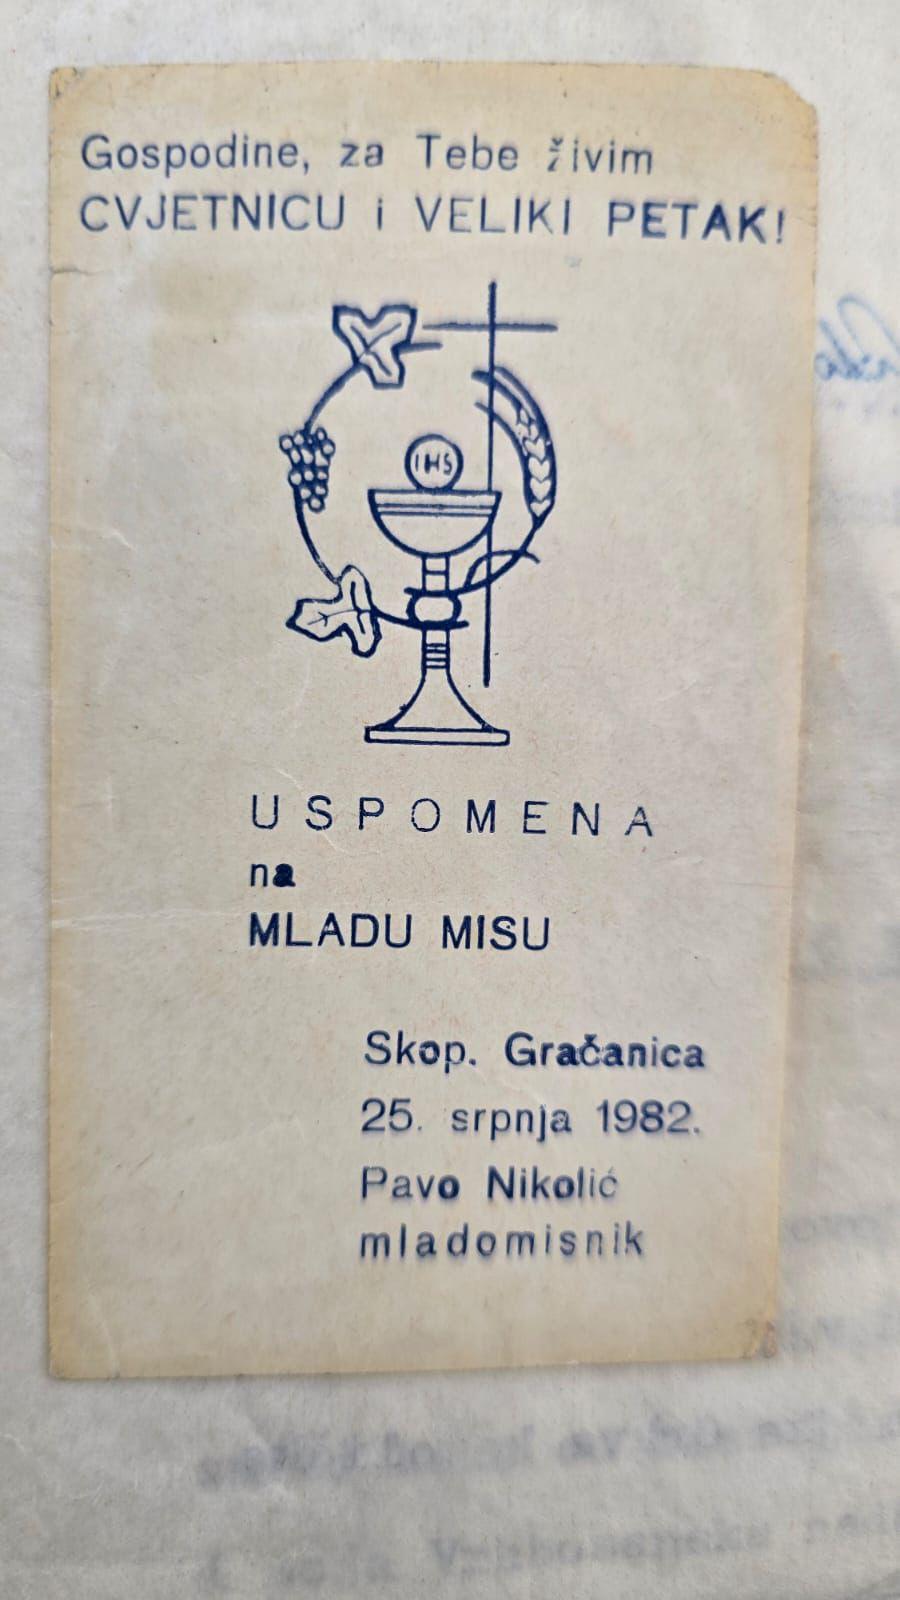 Gospodine, za Tebe živim
CVJETNICU i VELIKI PETAK!
IHS
USPOMENA
na
MLADU MISU
Skop. Gračanica
25. srpnja 1982.
Pavo Nikolić
mladomisnik